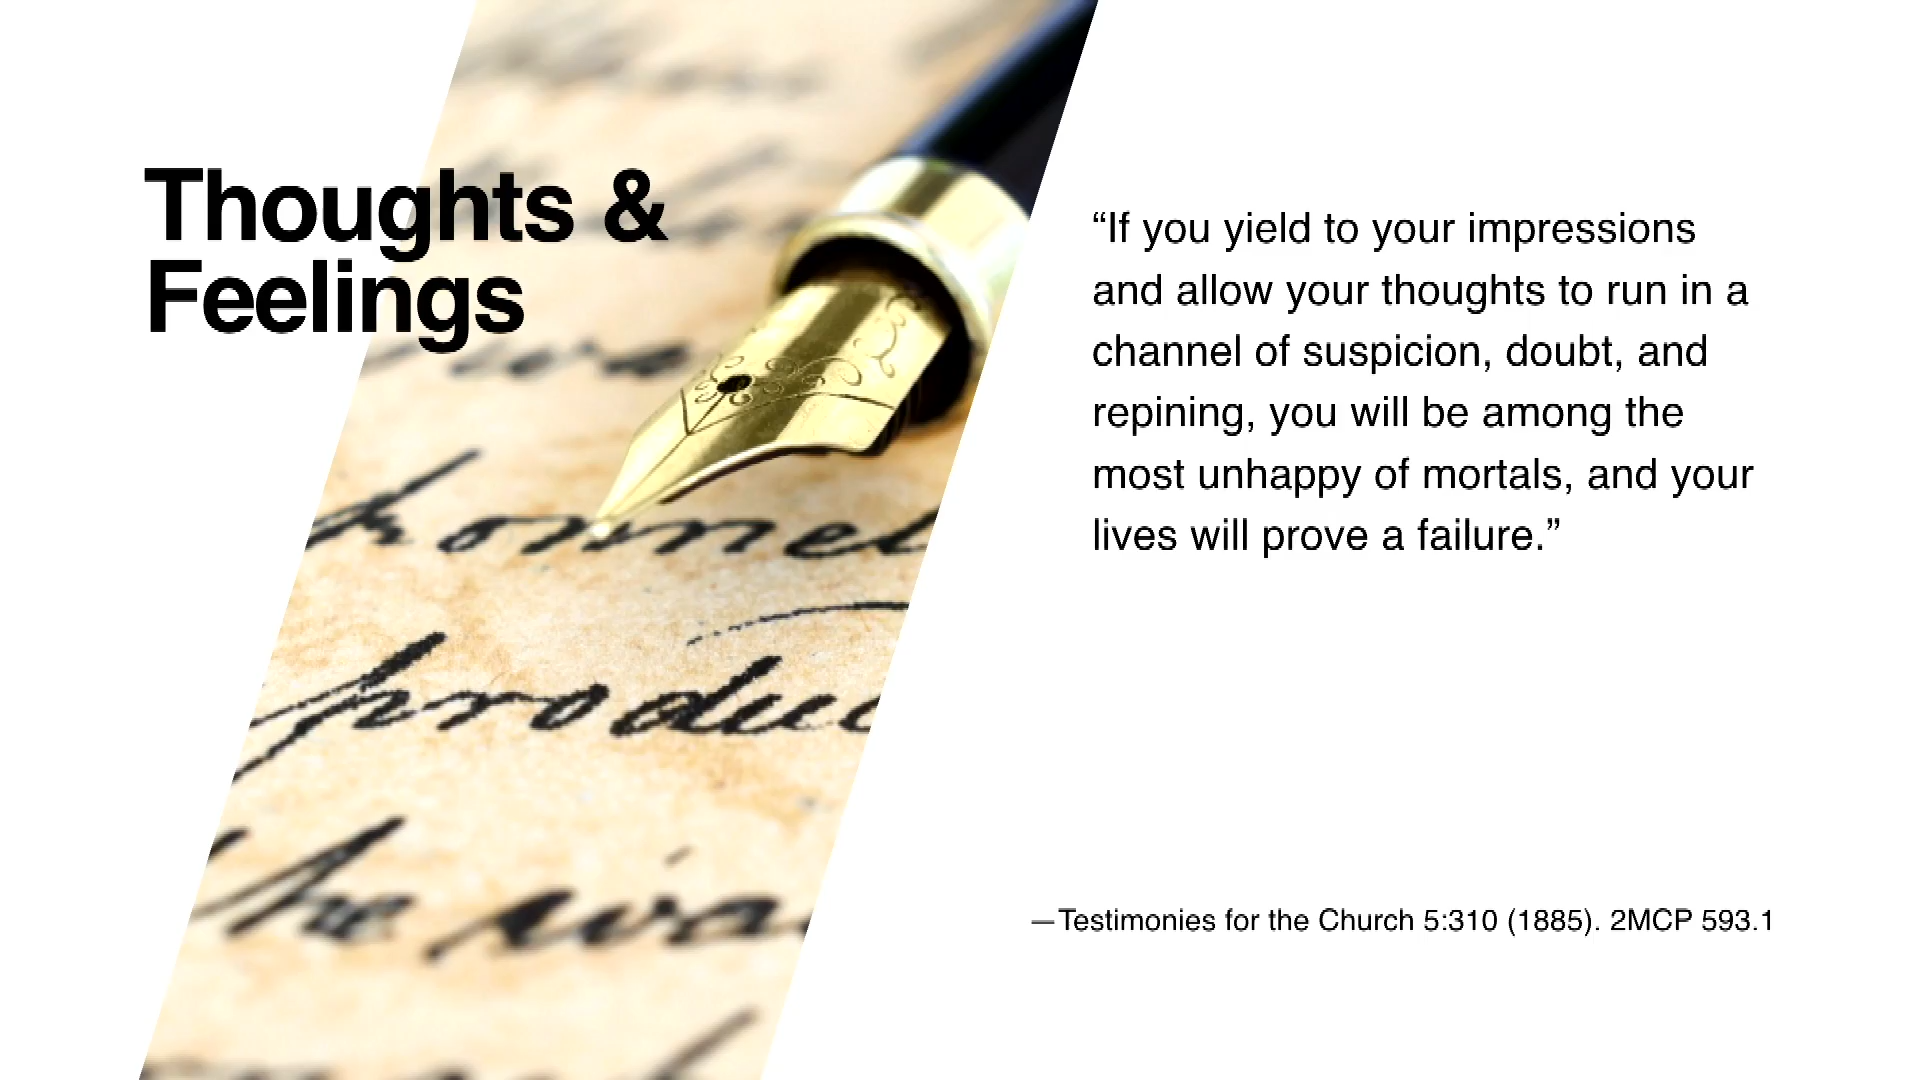 Thoughts &
Feelings
“If you yield to your impressions
and allow your thoughts to run in a
channel of suspicion, doubt, and
repining, you will be among the
most unhappy of mortals, and your
lives will prove a failure.”
—Testimonies for the Church 5:310 (1885). 2MCP 593.1
produc
the